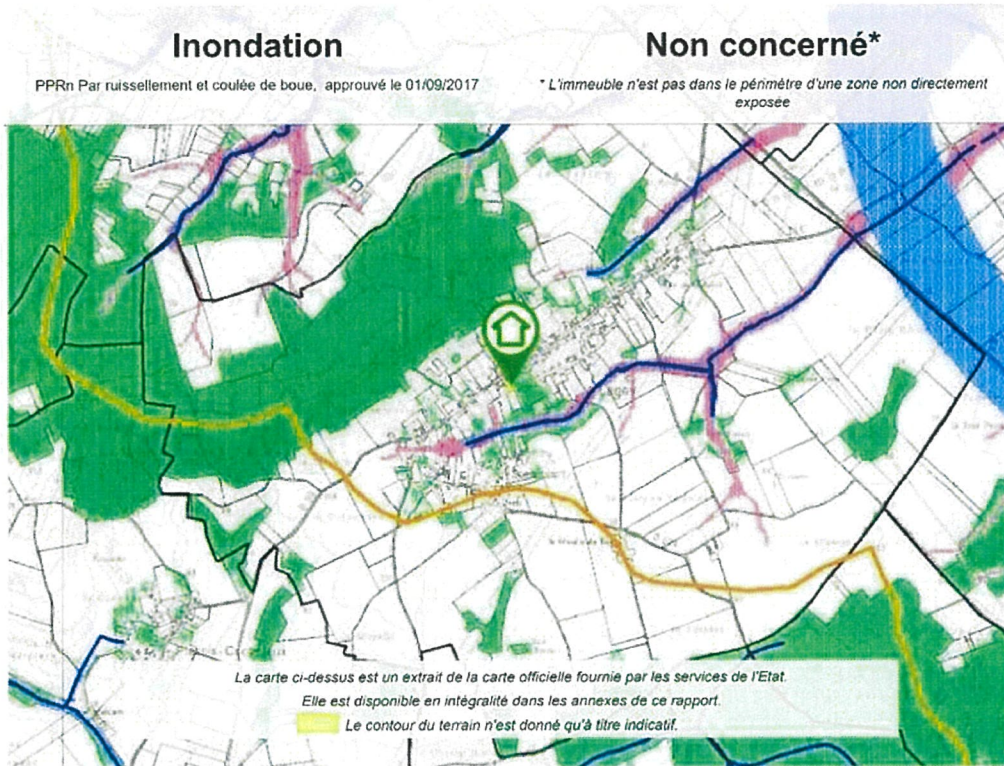 Inondation
PPRn Par ruissellement et coulée de boue, approuvé le 01/09/2017
Non concerné*
* L'immeuble n'est pas dans le périmètre d'une zone non directement
exposée
La carte ci-dessus est un extrait de la carte officielle fournie par les services de l'Etat.
Elle est disponible en intégralité dans les annexes de ce rapport.
Le contour du terrain n'est donné qu'à titre indicatif.